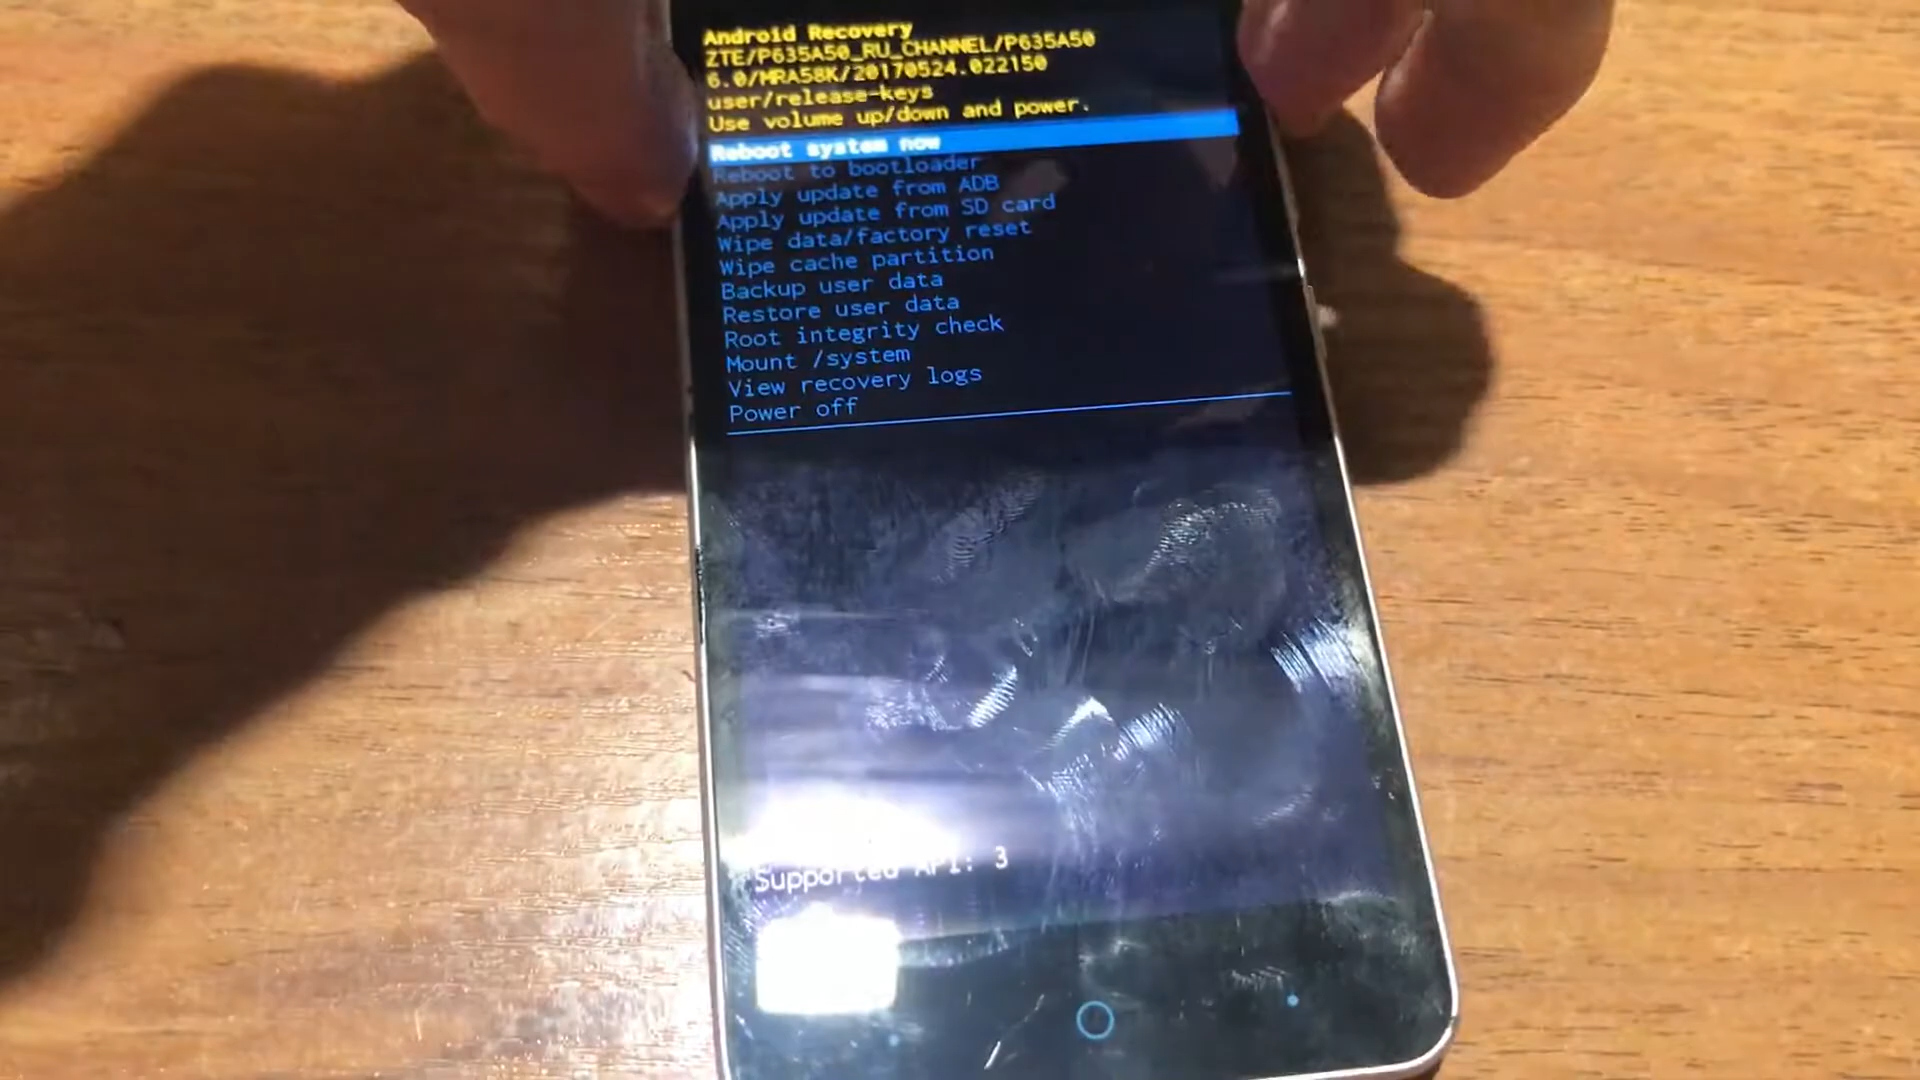 Android Recovery
ZTE/P635A50_RU_CHANNEL/P635A50
6.0/MRA58K/20170524.022150
user/release-keys
Use volume up/down and power.
Reboot system now
Reboot to bootloader
Apply update from ADB
Apply update from SD card
Wipe data/factory reset
Wipe cache partition
Backup user data
Restore user data
Root integrity check
Mount /system
View recovery logs
Power off
Supported API: 3